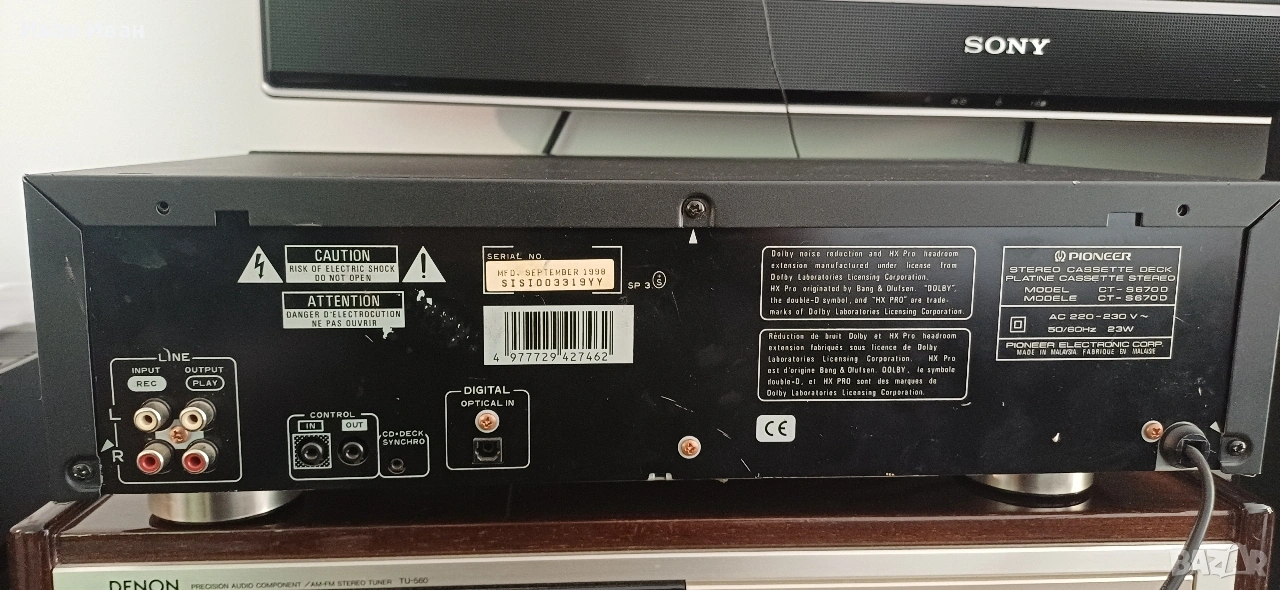 SONY
CAUTION
RISK OF ELECTRIC SHOCK
DO NOT OPEN
ATTENTION
DANGER D'ELECTROCUTION
NE PAS OUVRIR
SERIAL NO.
MFD. SEPTEMBER 1998
SISI003319YY
SP 3
4 977729 427462
Dolby noise reduction and HX Pro headroom
extension manufactured under license from
Dolby Laboratories Licensing Corporation.
HX Pro originated by Bang & Olufsen. "DOLBY",
the double-D symbol, and "HX PRO" are trade-
marks of Dolby Laboratories Licensing Corporation.
Réduction de bruit Dolby et HX Pro headroom
extension fabriqués sous licence de Dolby
Laboratories Licensing Corporation. HX Pro
est d'origine Bang & Olufsen. DOLBY, le symbole
double-D, et HX PRO sont des marques de
Dolby Laboratories Licensing Corporation.
PIONEER
STEREO CASSETTE DECK
PLATINE CASSETTE STEREO
MODEL CT-S670D
MODELE CT-S670D
AC 220-230 V~
50/60Hz 23W
PIONEER ELECTRONIC CORP.
MADE IN MALAYSIA FABRIQUE EN MALAISIE
LINE
INPUT OUTPUT
REC PLAY
L
R
CONTROL
IN OUT
CD•DECK
SYNCHRO
DIGITAL
OPTICAL IN
CE
DENON PRECISION AUDIO COMPONENT / AM-FM STEREO TUNER TU-560
BAZAR